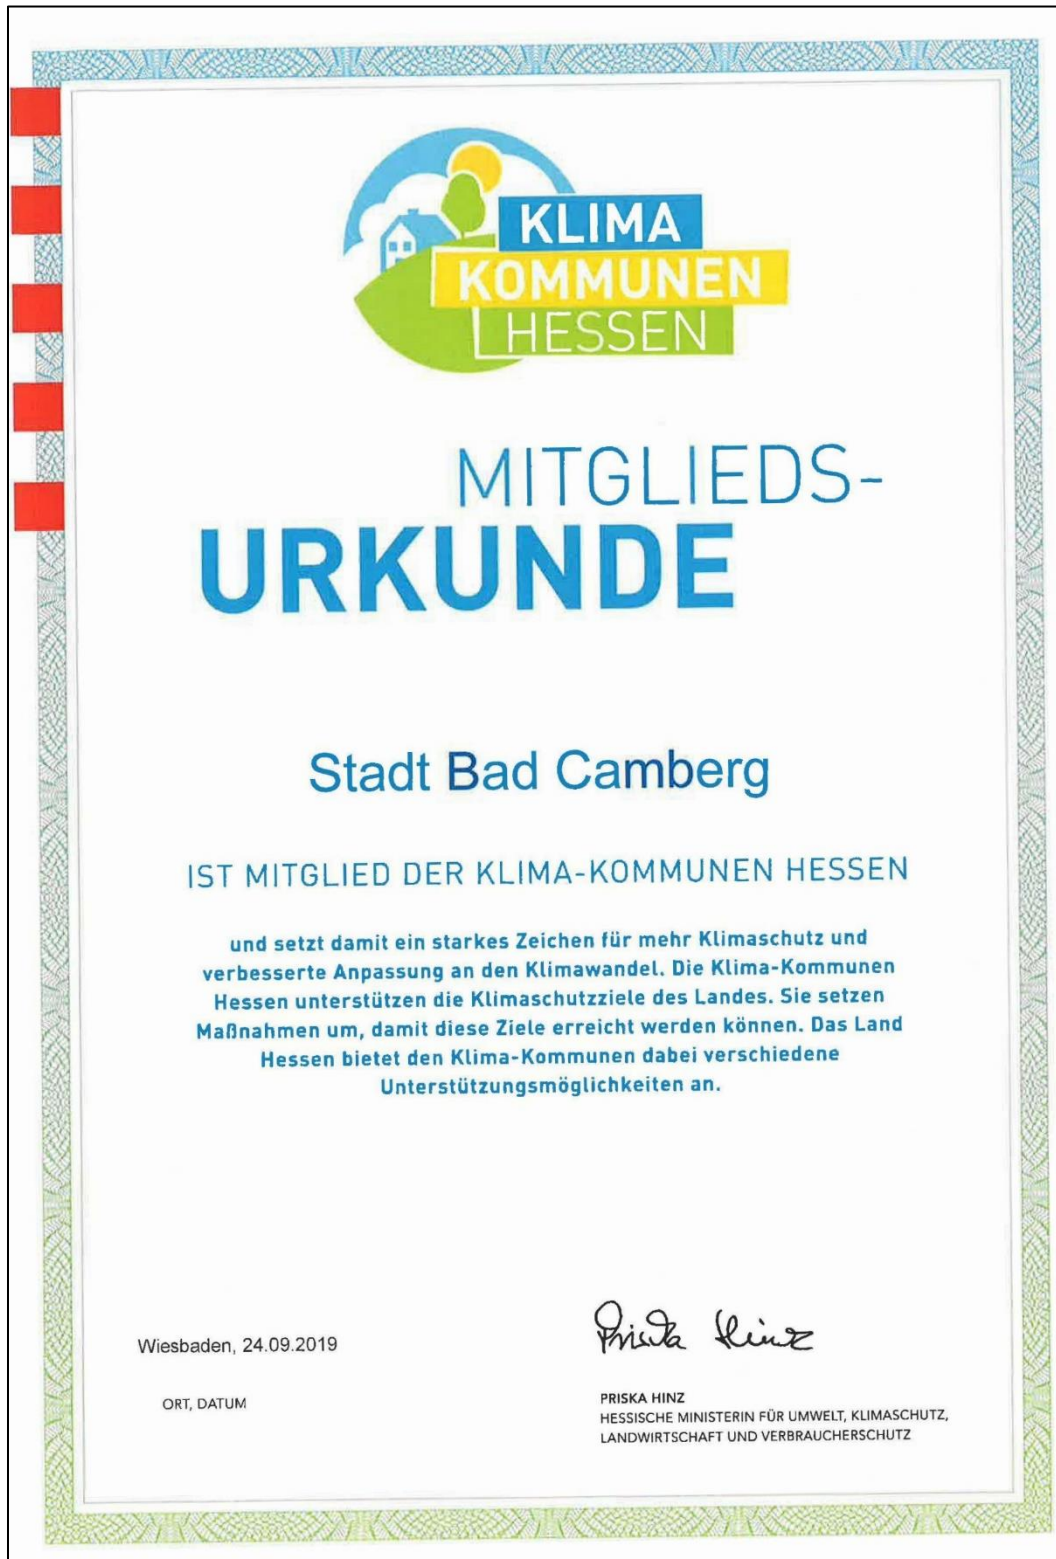 KLIMA
KOMMUNEN
HESSEN
MITGLIEDS-
URKUNDE
Stadt Bad Camberg
IST MITGLIED DER KLIMA-KOMMUNEN HESSEN
und setzt damit ein starkes Zeichen für mehr Klimaschutz und
verbesserte Anpassung an den Klimawandel. Die Klima-Kommunen
Hessen unterstützen die Klimaschutzziele des Landes. Sie setzen
Maßnahmen um, damit diese Ziele erreicht werden können. Das Land
Hessen bietet den Klima-Kommunen dabei verschiedene
Unterstützungsmöglichkeiten an.
Priska Hinz
Wiesbaden, 24.09.2019
ORT, DATUM
PRISKA HINZ
HESSISCHE MINISTERIN FÜR UMWELT, KLIMASCHUTZ,
LANDWIRTSCHAFT UND VERBRAUCHERSCHUTZ